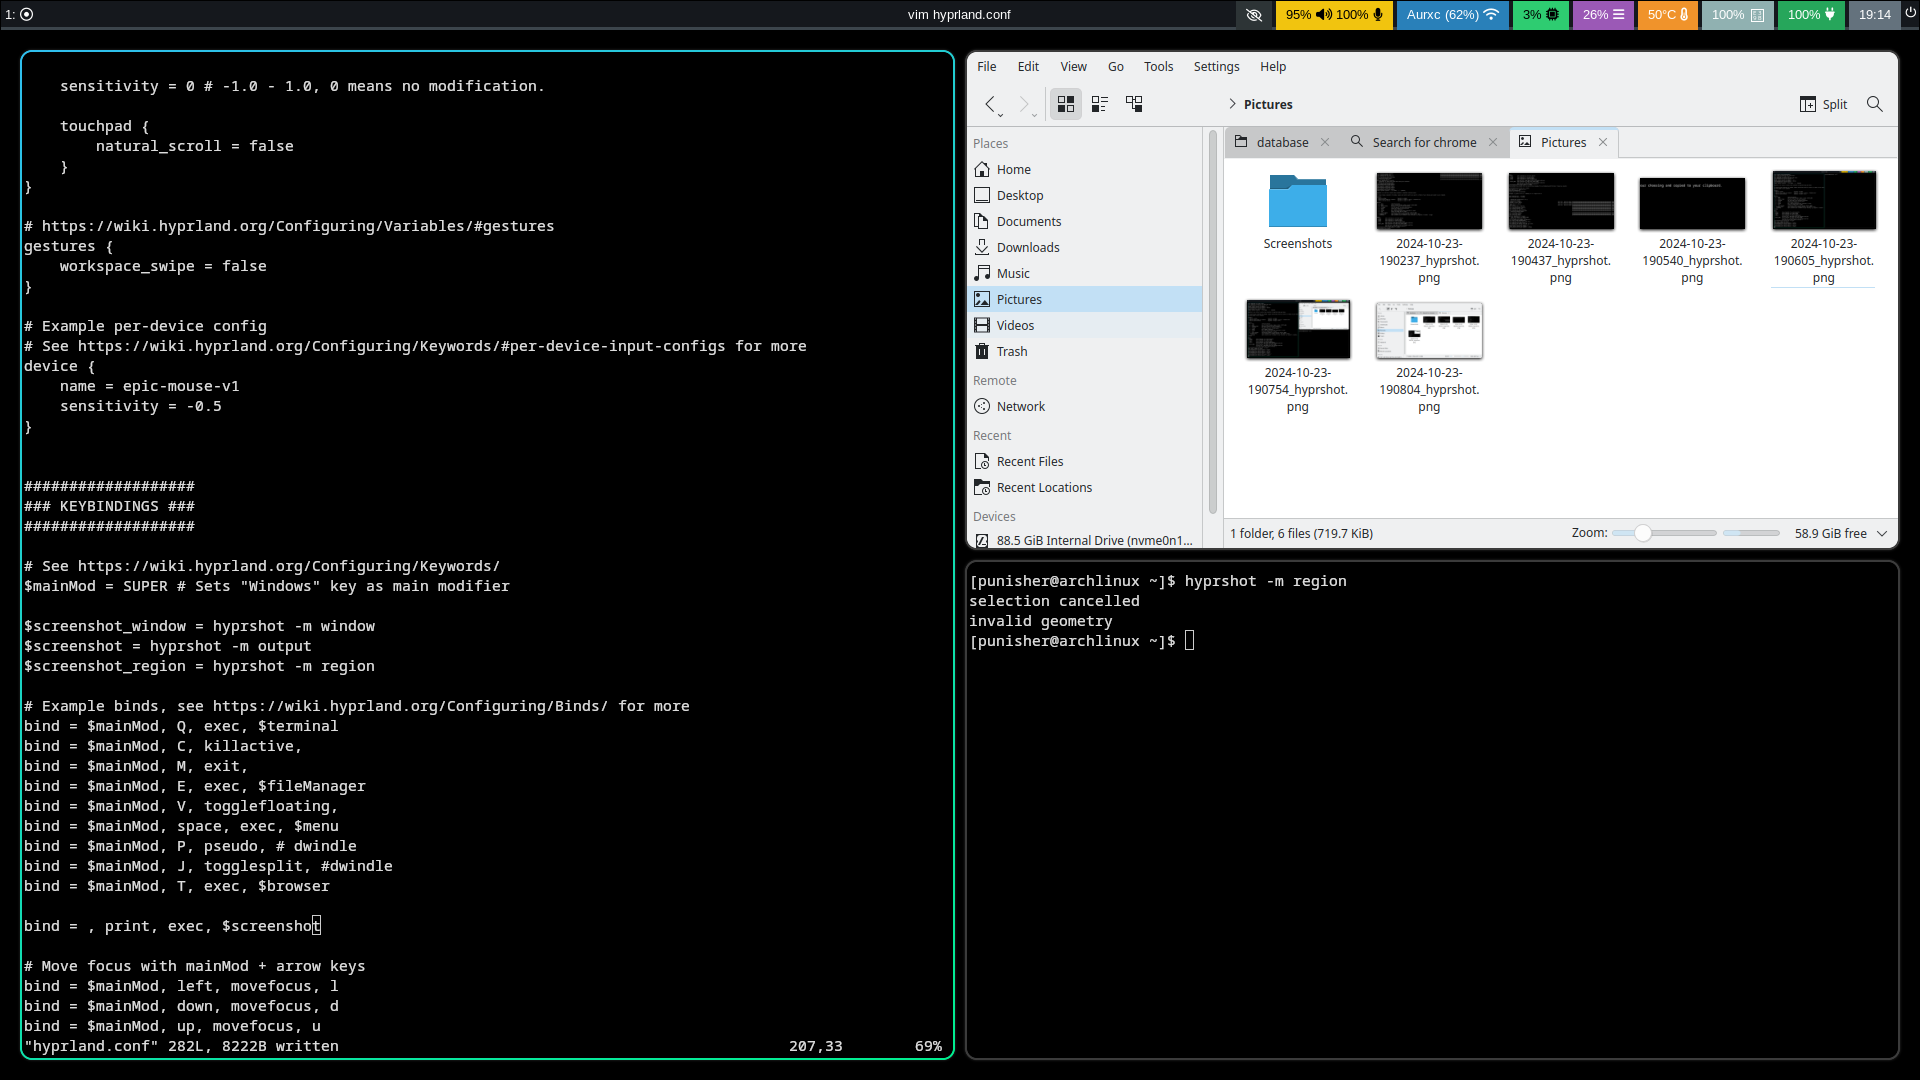 1:
vim hyprland.conf
95% 100%
Aurxc (62%)
3%
26%
50°C
100%
100%
19:14
sensitivity = 0 # -1.0 - 1.0, 0 means no modification.
touchpad {
natural_scroll = false
}
}
# https://wiki.hyprland.org/Configuring/Variables/#gestures
gestures {
workspace_swipe = false
}
# Example per-device config
# See https://wiki.hyprland.org/Configuring/Keywords/#per-device-input-configs for more
device {
name = epic-mouse-v1
sensitivity = -0.5
}
###################
### KEYBINDINGS ###
###################
# See https://wiki.hyprland.org/Configuring/Keywords/
$mainMod = SUPER # Sets "Windows" key as main modifier
$screenshot_window = hyprshot -m window
$screenshot = hyprshot -m output
$screenshot_region = hyprshot -m region
# Example binds, see https://wiki.hyprland.org/Configuring/Binds/ for more
bind = $mainMod, Q, exec, $terminal
bind = $mainMod, C, killactive,
bind = $mainMod, M, exit,
bind = $mainMod, E, exec, $fileManager
bind = $mainMod, V, togglefloating,
bind = $mainMod, space, exec, $menu
bind = $mainMod, P, pseudo, # dwindle
bind = $mainMod, J, togglesplit, #dwindle
bind = $mainMod, T, exec, $browser
bind = , print, exec, $screenshot
# Move focus with mainMod + arrow keys
bind = $mainMod, left, movefocus, l
bind = $mainMod, down, movefocus, d
bind = $mainMod, up, movefocus, u
"hyprland.conf" 282L, 8222B written 207,33 69%
File Edit View Go Tools Settings Help
Pictures
Split
Places
Home
Desktop
Documents
Downloads
Music
Pictures
Videos
Trash
Remote
Network
Recent
Recent Files
Recent Locations
Devices
88.5 GiB Internal Drive (nvme0n1...
database
Search for chrome
Pictures
Screenshots
2024-10-23-
190237_hyprshot.
png
2024-10-23-
190437_hyprshot.
png
2024-10-23-
190540_hyprshot.
png
2024-10-23-
190605_hyprshot.
png
2024-10-23-
190754_hyprshot.
png
2024-10-23-
190804_hyprshot.
png
1 folder, 6 files (719.7 KiB)
Zoom:
58.9 GiB free
[punisher@archlinux ~]$ hyprshot -m region
selection cancelled
invalid geometry
[punisher@archlinux ~]$